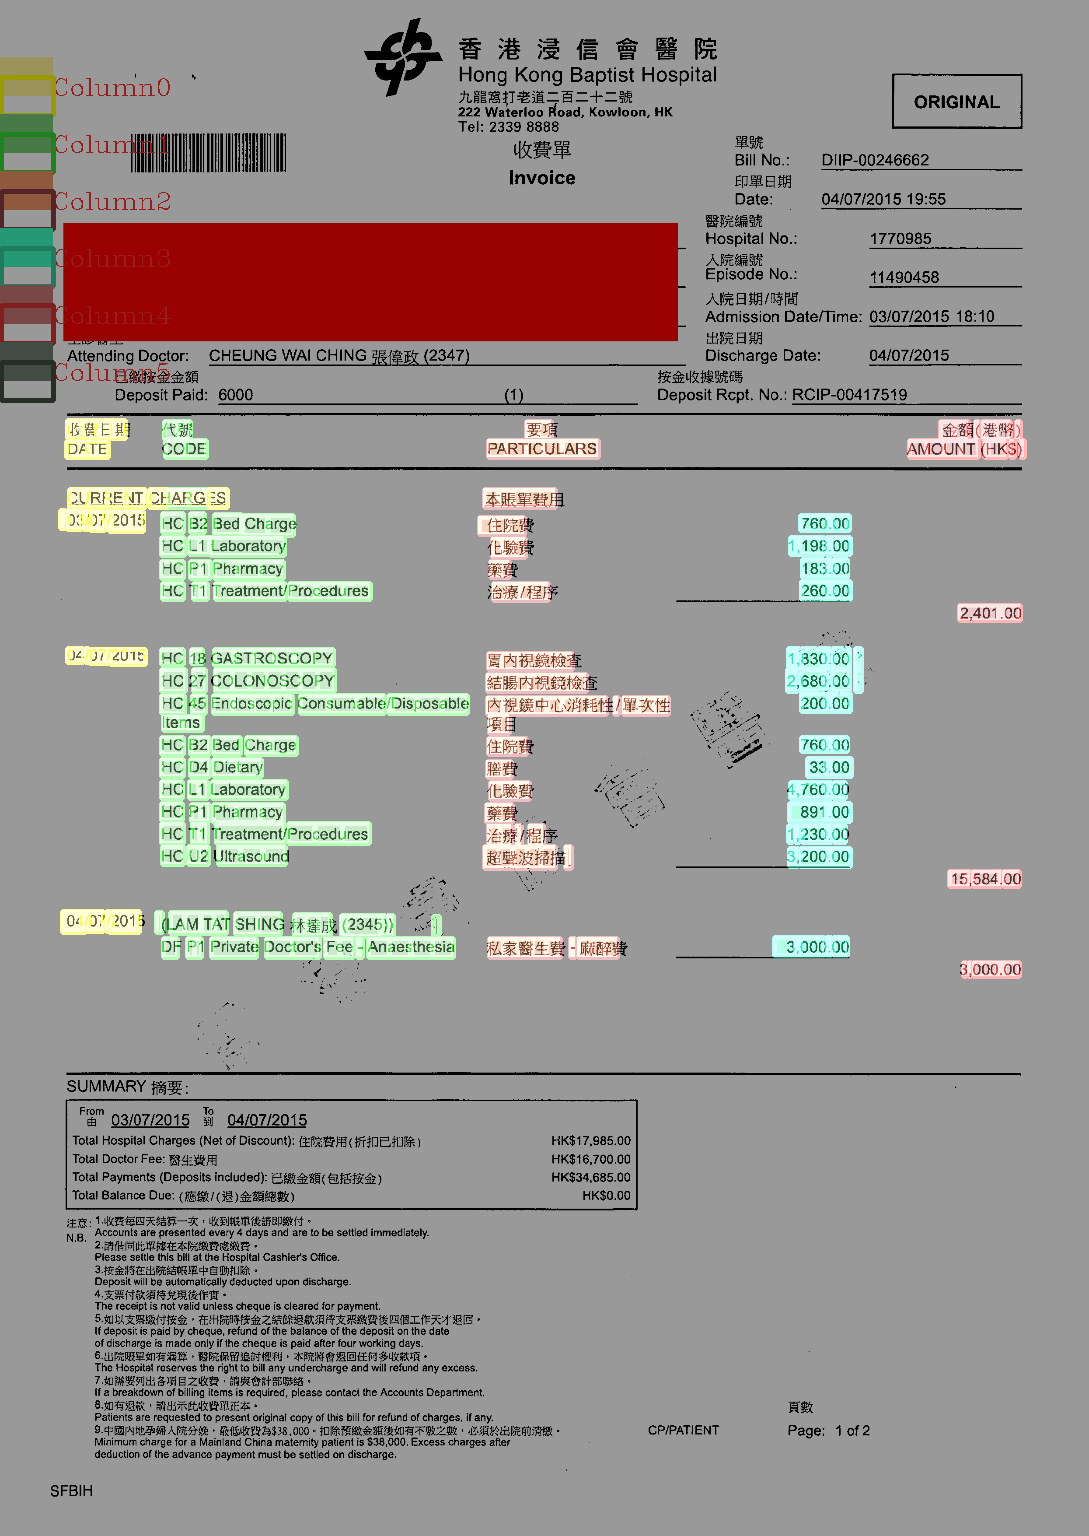 香港浸信會醫院
Hong Kong Baptist Hospital
九龍窩打老道二百二十二號
222 Waterloo Road, Kowloon, HK
Tel: 2339 8888
收費單
Invoice
ORIGINAL
Column0
Column1
Column2
Column3
Column4
Column5
單號
Bill No.: DIIP-00246662
印單日期
Date: 04/07/2015 19:55
醫院編號
Hospital No.: 1770985
入院編號
Episode No.: 11490458
入院日期/時間
Admission Date/Time: 03/07/2015 18:10
出院日期
Attending Doctor: CHEUNG WAI CHING 張偉政 (2347) Discharge Date: 04/07/2015
已繳按金金額 按金收據號碼
Deposit Paid: 6000 (1) Deposit Rcpt. No.: RCIP-00417519
收費日期 代號 要項 金額(港幣)
DATE CODE PARTICULARS AMOUNT (HK$)
CURRENT CHARGES 本賬單費用
03/07/2015 HC B2 Bed Charge 住院費 760.00
HC L1 Laboratory 化驗費 1,198.00
HC P1 Pharmacy 藥費 183.00
HC T1 Treatment/Procedures 治療/程序 260.00
2,401.00
04/07/2015 HC 18 GASTROSCOPY 胃內視鏡檢查 1,830.00
HC 27 COLONOSCOPY 結腸內視鏡檢查 2,680.00
HC 45 Endoscopic Consumable/Disposable 內視鏡中心消耗性/單次性 200.00
Items 項目
HC B2 Bed Charge 住院費 760.00
HC D4 Dietary 膳費 33.00
HC L1 Laboratory 化驗費 4,760.00
HC P1 Pharmacy 藥費 891.00
HC T1 Treatment/Procedures 治療/程序 1,230.00
HC U2 Ultrasound 超聲波掃描 3,200.00
15,584.00
04/07/2015 (LAM TAT SHING 林達成 (2345))
DF P1 Private Doctor's Fee - Anaesthesia 私家醫生費 - 麻醉費 3,000.00
3,000.00
SUMMARY 摘要:
From To
由 03/07/2015 到 04/07/2015
Total Hospital Charges (Net of Discount): 住院費用(折扣已扣除) HK$17,985.00
Total Doctor Fee: 醫生費用 HK$16,700.00
Total Payments (Deposits included): 已繳金額(包括按金) HK$34,685.00
Total Balance Due: (應繳/(退)金額總數) HK$0.00
注意: 1.收費每四天結算一次，收到賬單後請即繳付。
N.B. Accounts are presented every 4 days and are to be settled immediately.
2.請借同此單據在本院繳費處繳費。
Please settle this bill at the Hospital Cashier's Office.
3.按金將在出院結賬單中自動扣除。
Deposit will be automatically deducted upon discharge.
4.支票付款須待兌現後作實。
The receipt is not valid unless cheque is cleared for payment.
5.如以支票繳付按金，在出院時按金之結餘退款須待支票繳費後四個工作天才退回。
If deposit is paid by cheque, refund of the balance of the deposit on the date
of discharge is made only if the cheque is paid after four working days.
6.出院賬單如有漏算，醫院保留追討權利，本院將會退回任何多收款項。
The Hospital reserves the right to bill any undercharge and will refund any excess.
7.如需要列出各項目之收費，請與會計部聯絡。
If a breakdown of billing items is required, please contact the Accounts Department.
8.如有退款，請出示此收費單正本。
Patients are requested to present original copy of this bill for refund of charges, if any.
9.中國內地孕婦入院分娩，最低收費為$38,000。扣除預繳金額後如有不敷之數，必須於出院前清繳。
Minimum charge for a Mainland China maternity patient is $38,000. Excess charges after
deduction of the advance payment must be settled on discharge.
頁數
CP/PATIENT Page: 1 of 2
SFBIH